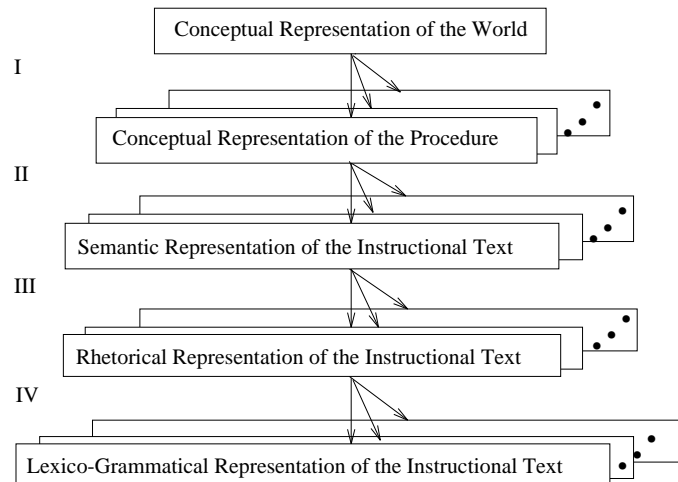 Conceptual Representation of the World
I
Conceptual Representation of the Procedure
II
Semantic Representation of the Instructional Text
III
Rhetorical Representation of the Instructional Text
IV
Lexico-Grammatical Representation of the Instructional Text